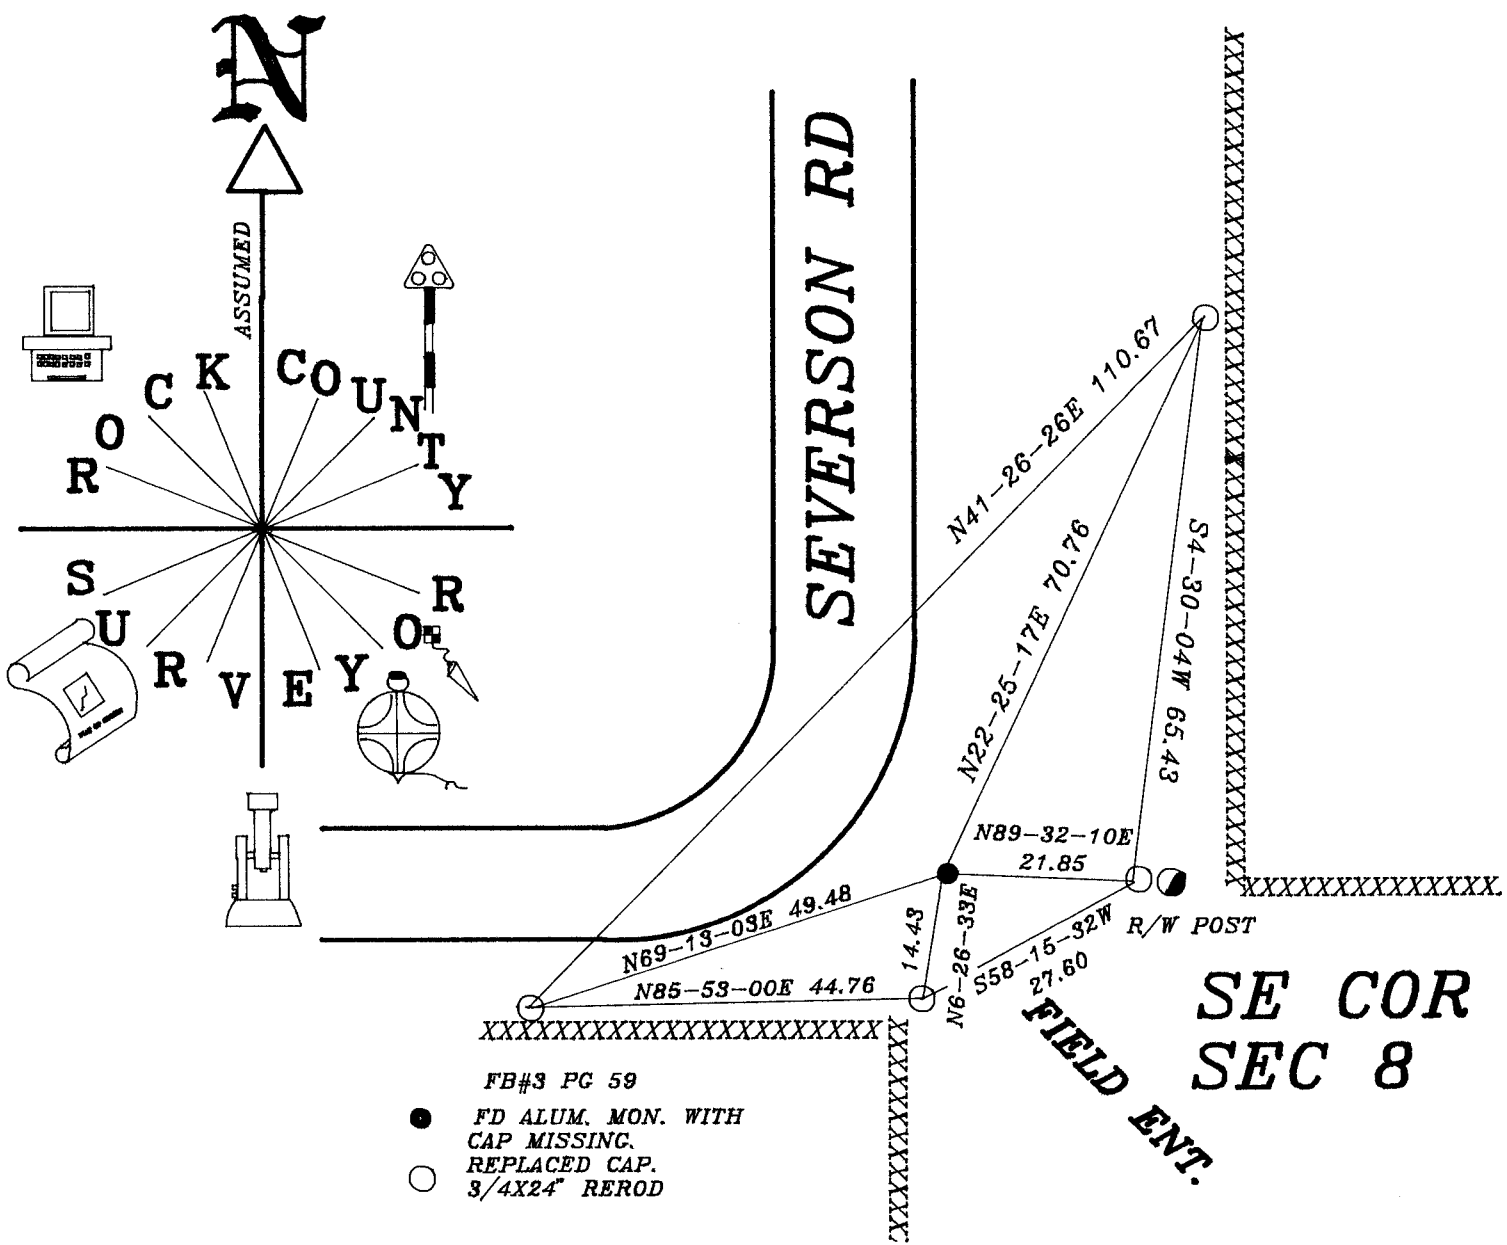 N
ASSUMED
ROCK COUNTY
SURVEYOR
SEVERSON RD
N41-26-26E 110.67
N22-25-17E 70.76
S4-30-04W 65.43
N89-32-10E
21.85
N69-13-03E 49.48
14.43
N6-26-33E
S58-15-32W
27.60
R/W POST
N85-53-00E 44.76
FIELD ENT.
SE COR
SEC 8
FB#3 PG 59
FD ALUM. MON. WITH
CAP MISSING.
REPLACED CAP.
3/4X24" REROD